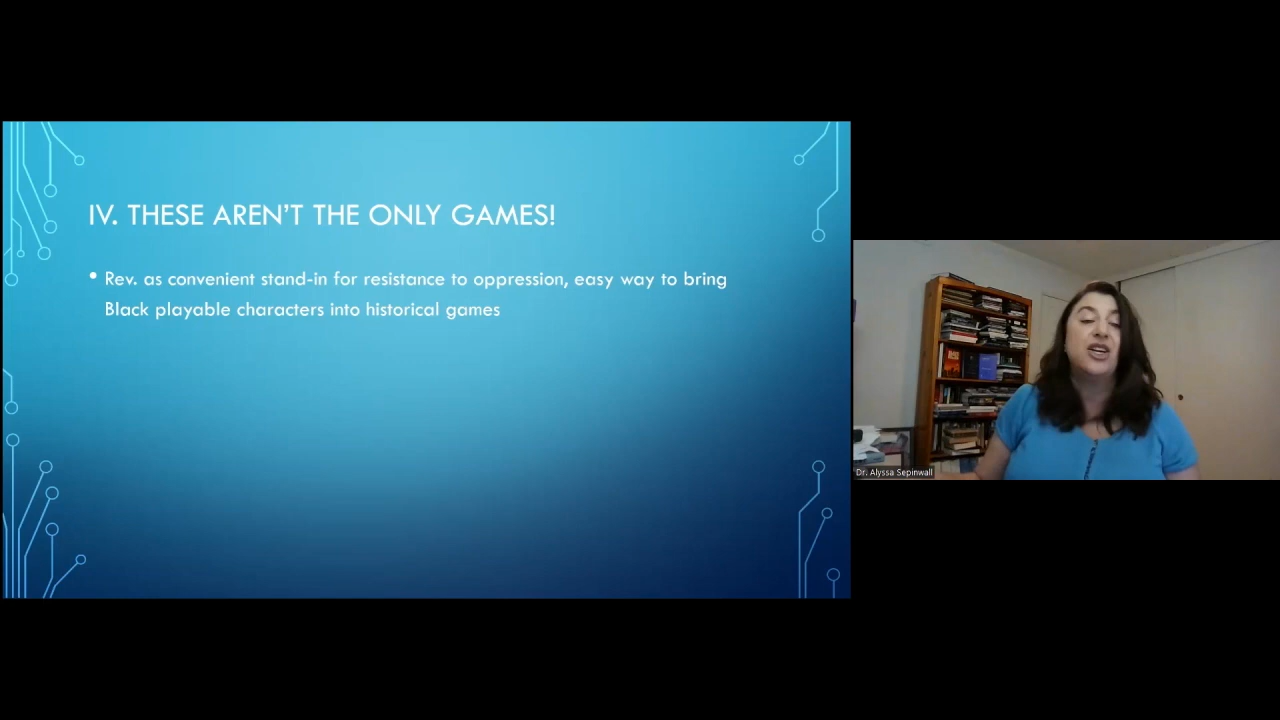 IV. THESE AREN'T THE ONLY GAMES!
• Rev. as convenient stand-in for resistance to oppression, easy way to bring
Black playable characters into historical games
Dr. Alyssa Sepinwall